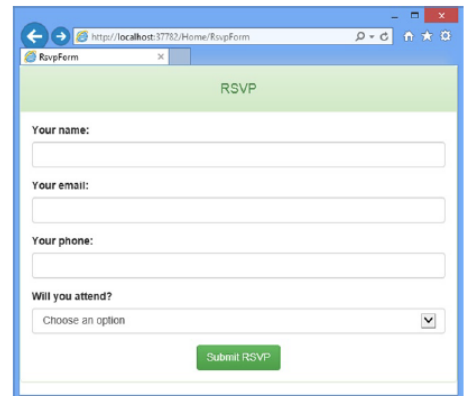 http://localhost:37782/Home/RsvpForm
RsvpForm
RSVP
Your name:
Your email:
Your phone:
Will you attend?
Choose an option
Submit RSVP